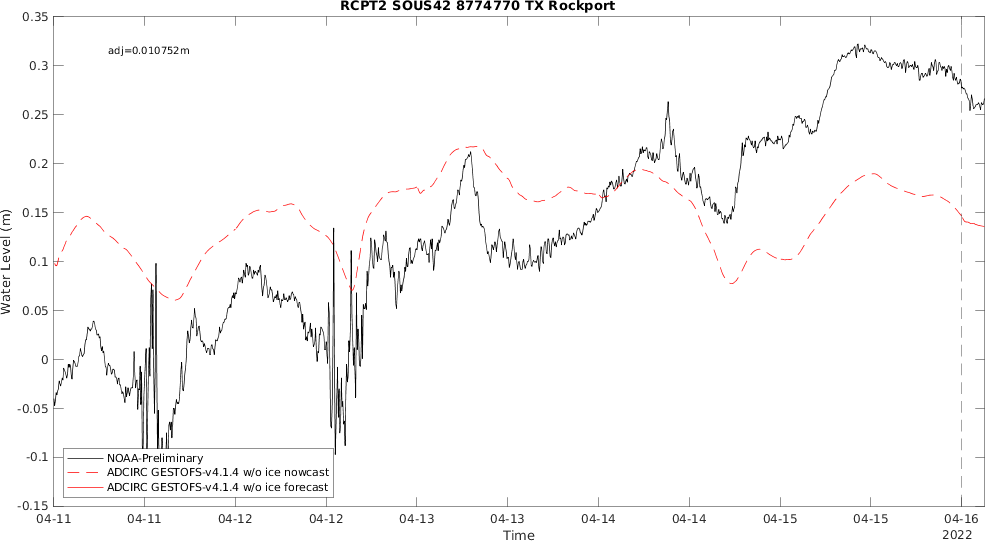 RCPT2 SOUS42 8774770 TX Rockport
adj=0.010752m
Water Level (m)
0.35
0.3
0.25
0.2
0.15
0.1
0.05
0
-0.05
-0.1
-0.15
NOAA-Preliminary
ADCIRC GESTOFS-v4.1.4 w/o ice nowcast
ADCIRC GESTOFS-v4.1.4 w/o ice forecast
04-11 04-11 04-12 04-12 04-13 04-13 04-14 04-14 04-15 04-15 04-16
2022
Time